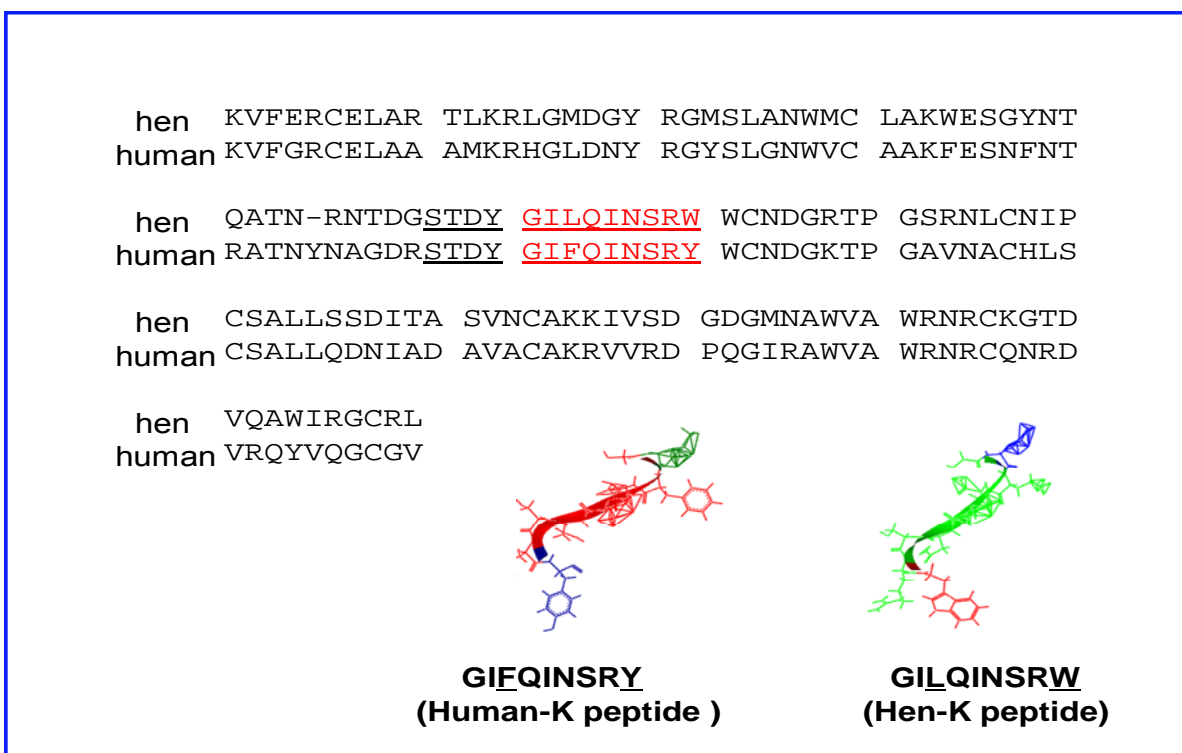 hen KVFERCELAR TLKRLGMDGY RGMSLANWMC LAKWESGYNT
human KVFGRCELAA AMKRHGLDNY RGYSLGNWVC AAKFESNFNT
hen QATN-RNTDGSTDY GILQINSRW WCNDGRTP GSRNLCNIP
human RATNYNAGDRSTDY GIFQINSRY WCNDGKTP GAVNACHLS
hen CSALLSSDITA SVNCAKKIVSD GDGMNAWVA WRNRCKGTD
human CSALLQDNIAD AVACAKRVVRD PQGIRAWVA WRNRCQNRD
hen VQAWIRGCRL
human VRQYVQGCGV
GIFQINSRY
(Human-K peptide )
GILQINSRW
(Hen-K peptide)